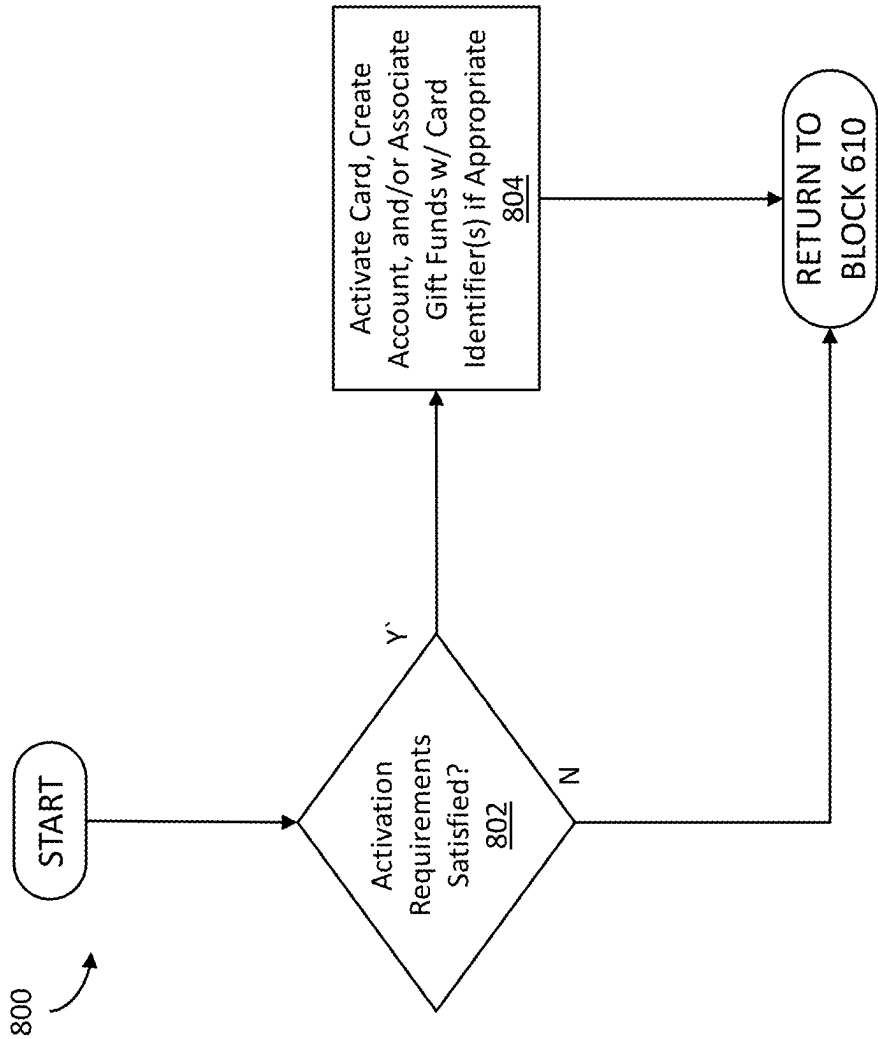 800
START
Activation
Requirements
Satisfied?
802
Y`
N
Activate Card, Create
Account, and/or Associate
Gift Funds w/ Card
Identifier(s) if Appropriate
804
RETURN TO
BLOCK 610